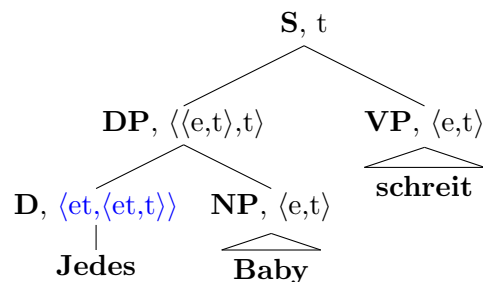 S, t
DP, ⟨⟨e,t⟩,t⟩ VP, ⟨e,t⟩
schreit
D, ⟨et,⟨et,t⟩⟩ NP, ⟨e,t⟩
Jedes Baby